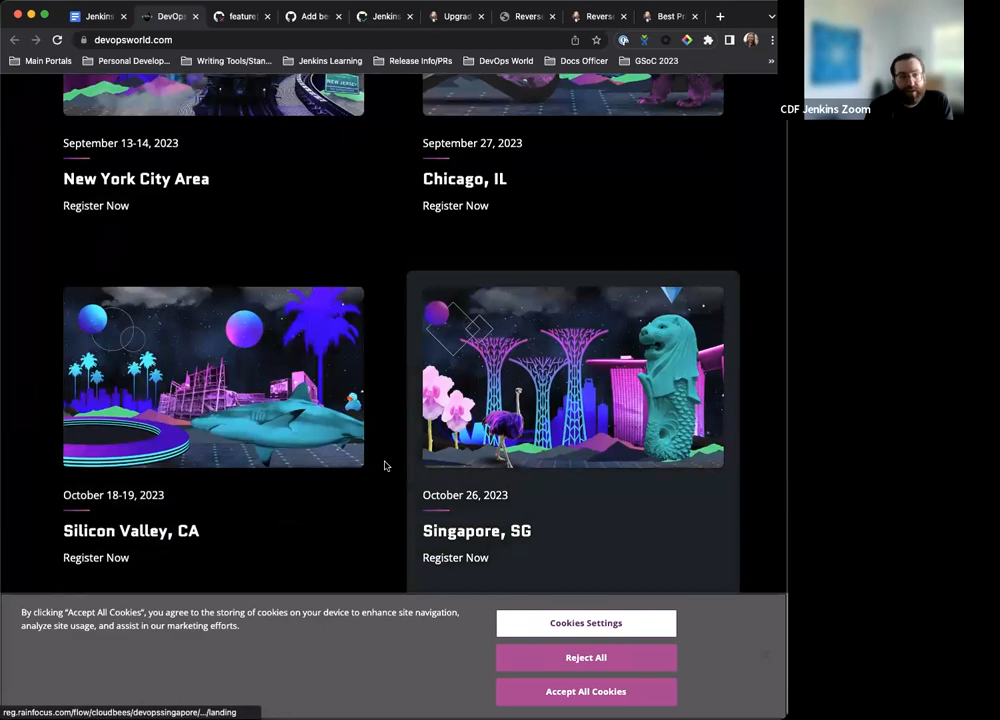 Jenkins
DevOps
feature
Add be
Jenkins
Upgrad
Reverse
Reverse
Best Pr
devopsworld.com
Main Portals
Personal Develop...
Writing Tools/Stan...
Jenkins Learning
Release Info/PRs
DevOps World
Docs Officer
GSoC 2023
»
CDF Jenkins Zoom
NEW JERSEY
September 13-14, 2023
New York City Area
Register Now
September 27, 2023
Chicago, IL
Register Now
October 18-19, 2023
Silicon Valley, CA
Register Now
October 26, 2023
Singapore, SG
Register Now
By clicking “Accept All Cookies”, you agree to the storing of cookies on your device to enhance site navigation,
analyze site usage, and assist in our marketing efforts.
Cookies Settings
Reject All
Accept All Cookies
reg.rainfocus.com/flow/cloudbees/devopssingapore/.../landing